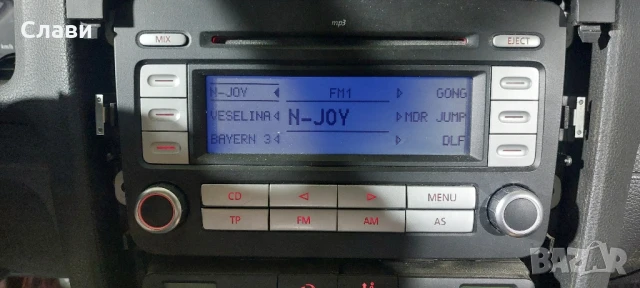 Слави
mp3
MIX
EJECT
N-JOY FM1 GONG
VESELINA N-JOY MDR JUMP
BAYERN 3 DLF
CD MENU
TP FM AM AS
BAZAR